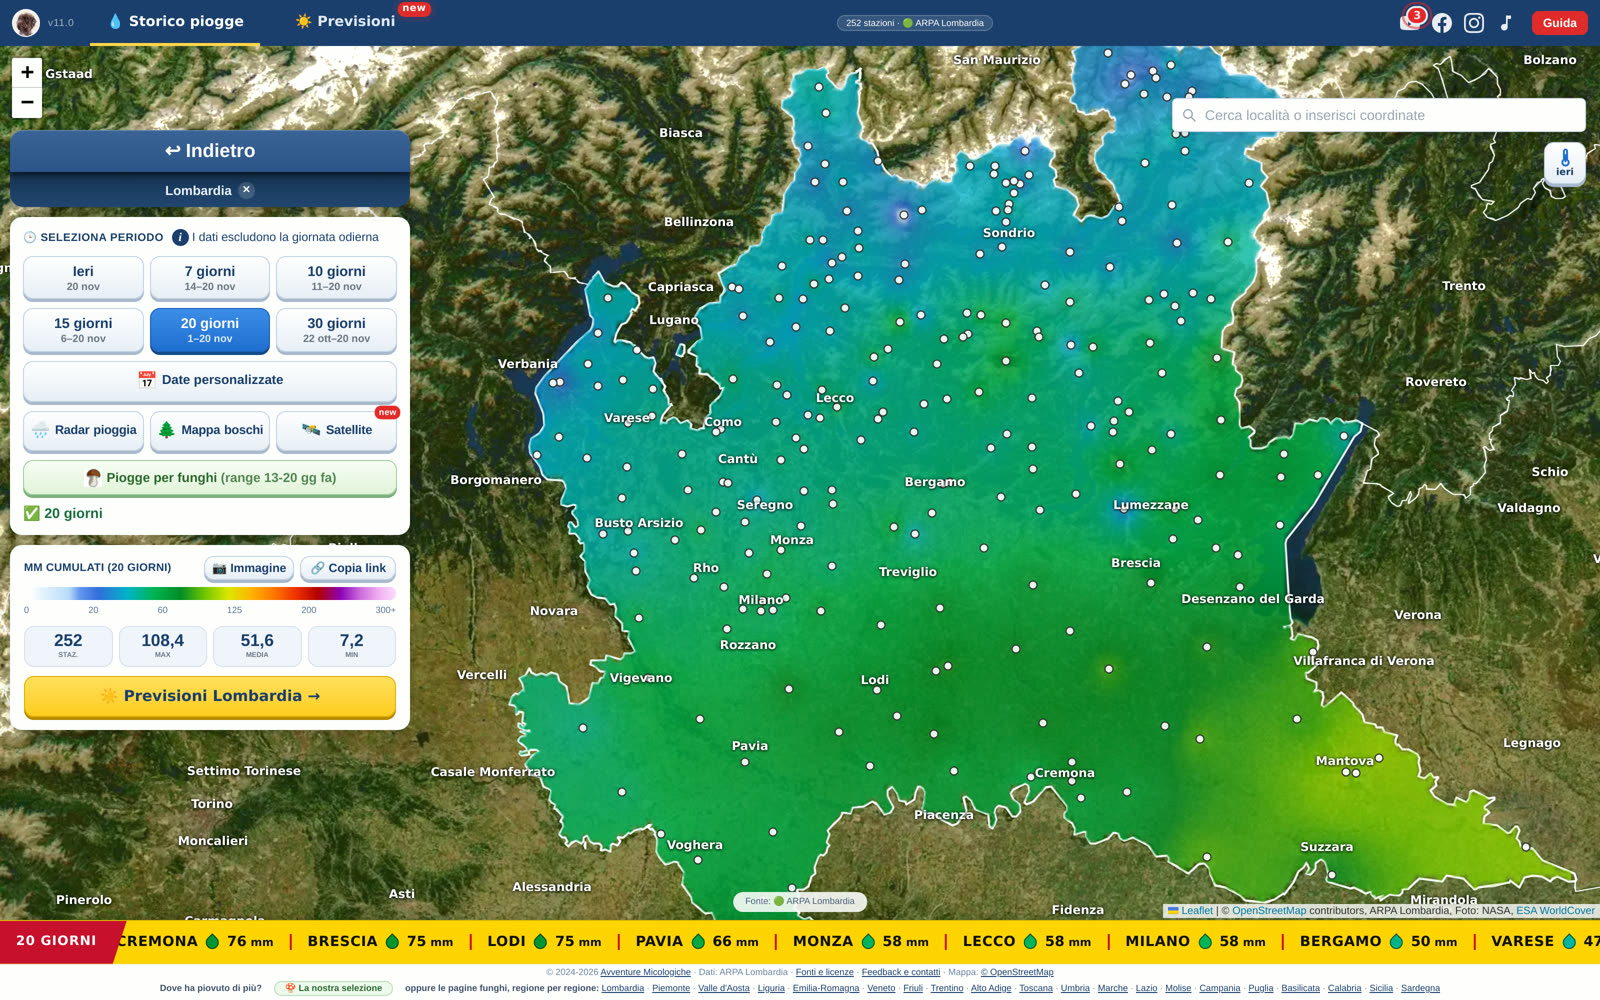 v11.0
💧 Storico piogge
☀️ Previsioni
new
252 stazioni · 🟢 ARPA Lombardia
3
Guida
+
−
Gstaad
San Maurizio
Bolzano
Cerca località o inserisci coordinate
ieri
↩ Indietro
Lombardia ×
SELEZIONA PERIODO
i I dati escludono la giornata odierna
Ieri
20 nov
7 giorni
14–20 nov
10 giorni
11–20 nov
15 giorni
6–20 nov
20 giorni
1–20 nov
30 giorni
22 ott–20 nov
Date personalizzate
Radar pioggia
Mappa boschi
Satellite
new
Piogge per funghi (range 13-20 gg fa)
✅ 20 giorni
MM CUMULATI (20 GIORNI)
Immagine
Copia link
0 20 60 125 200 300+
252
STAZ.
108,4
MAX
51,6
MEDIA
7,2
MIN
Previsioni Lombardia →
Biasca
Bellinzona
Sondrio
Capriasca
Trento
Lugano
Verbania
Rovereto
Lecco
Varese
Como
Cantù
Schio
Borgomanero
Bergamo
Seregno
Lumezzane
Valdagno
Busto Arsizio
Monza
Brescia
Rho
Treviglio
Milano
Desenzano del Garda
Novara
Verona
Rozzano
Villafranca di Verona
Vercelli
Vigevano
Lodi
Pavia
Legnago
Mantova
Settimo Torinese
Casale Monferrato
Cremona
Torino
Piacenza
Moncalieri
Voghera
Suzzara
Alessandria
Asti
Pinerolo
Mirandola
Fidenza
Carmagnola
Fonte: 🟢 ARPA Lombardia
Leaflet | © OpenStreetMap contributors, ARPA Lombardia, Foto: NASA, ESA WorldCover
20 GIORNI
CREMONA 76 mm | BRESCIA 75 mm | LODI 75 mm | PAVIA 66 mm | MONZA 58 mm | LECCO 58 mm | MILANO 58 mm | BERGAMO 50 mm | VARESE 47
© 2024-2026 Avventure Micologiche · Dati: ARPA Lombardia · Fonti e licenze · Feedback e contatti · Mappa: © OpenStreetMap
Dove ha piovuto di più? La nostra selezione oppure le pagine funghi, regione per regione: Lombardia · Piemonte · Valle d'Aosta · Liguria · Emilia-Romagna · Veneto · Friuli · Trentino · Alto Adige · Toscana · Umbria · Marche · Lazio · Molise · Campania · Puglia · Basilicata · Calabria · Sicilia · Sardegna